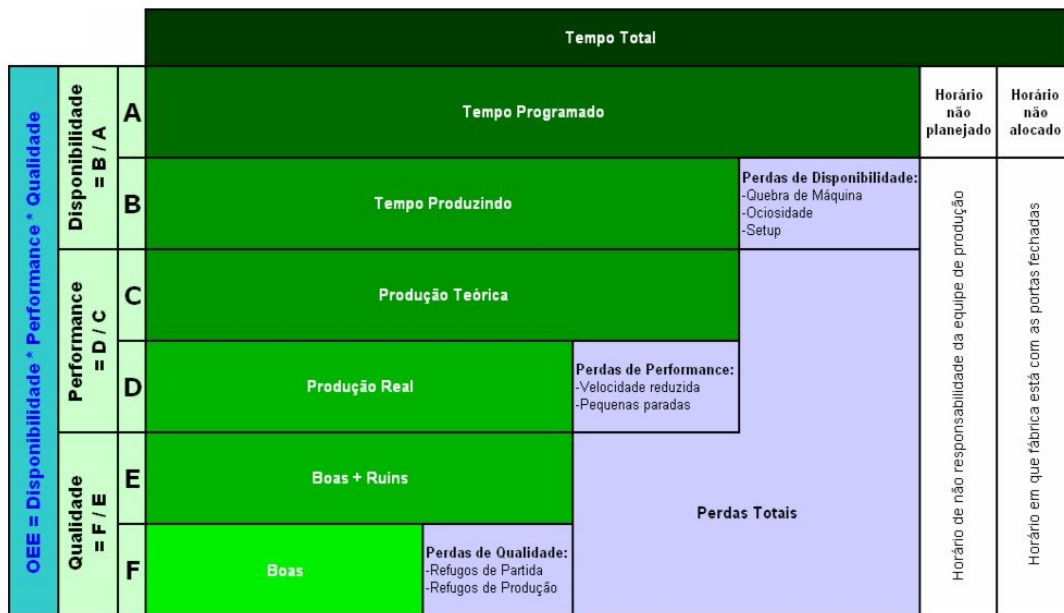 Tempo Total
OEE = Disponibilidade * Performance * Qualidade
Disponibilidade
= B / A
A
Tempo Programado
Horário
não
planejado
Horário
não
alocado
B
Tempo Produzindo
Perdas de Disponibilidade:
-Quebra de Máquina
-Ociosidade
-Setup
Horário de não responsabilidade da equipe de produção
Horário em que fábrica está com as portas fechadas
Performance
= D / C
C
Produção Teórica
D
Produção Real
Perdas de Performance:
-Velocidade reduzida
-Pequenas paradas
Qualidade
= F / E
E
Boas + Ruins
Perdas Totais
F
Boas
Perdas de Qualidade:
-Refugos de Partida
-Refugos de Produção